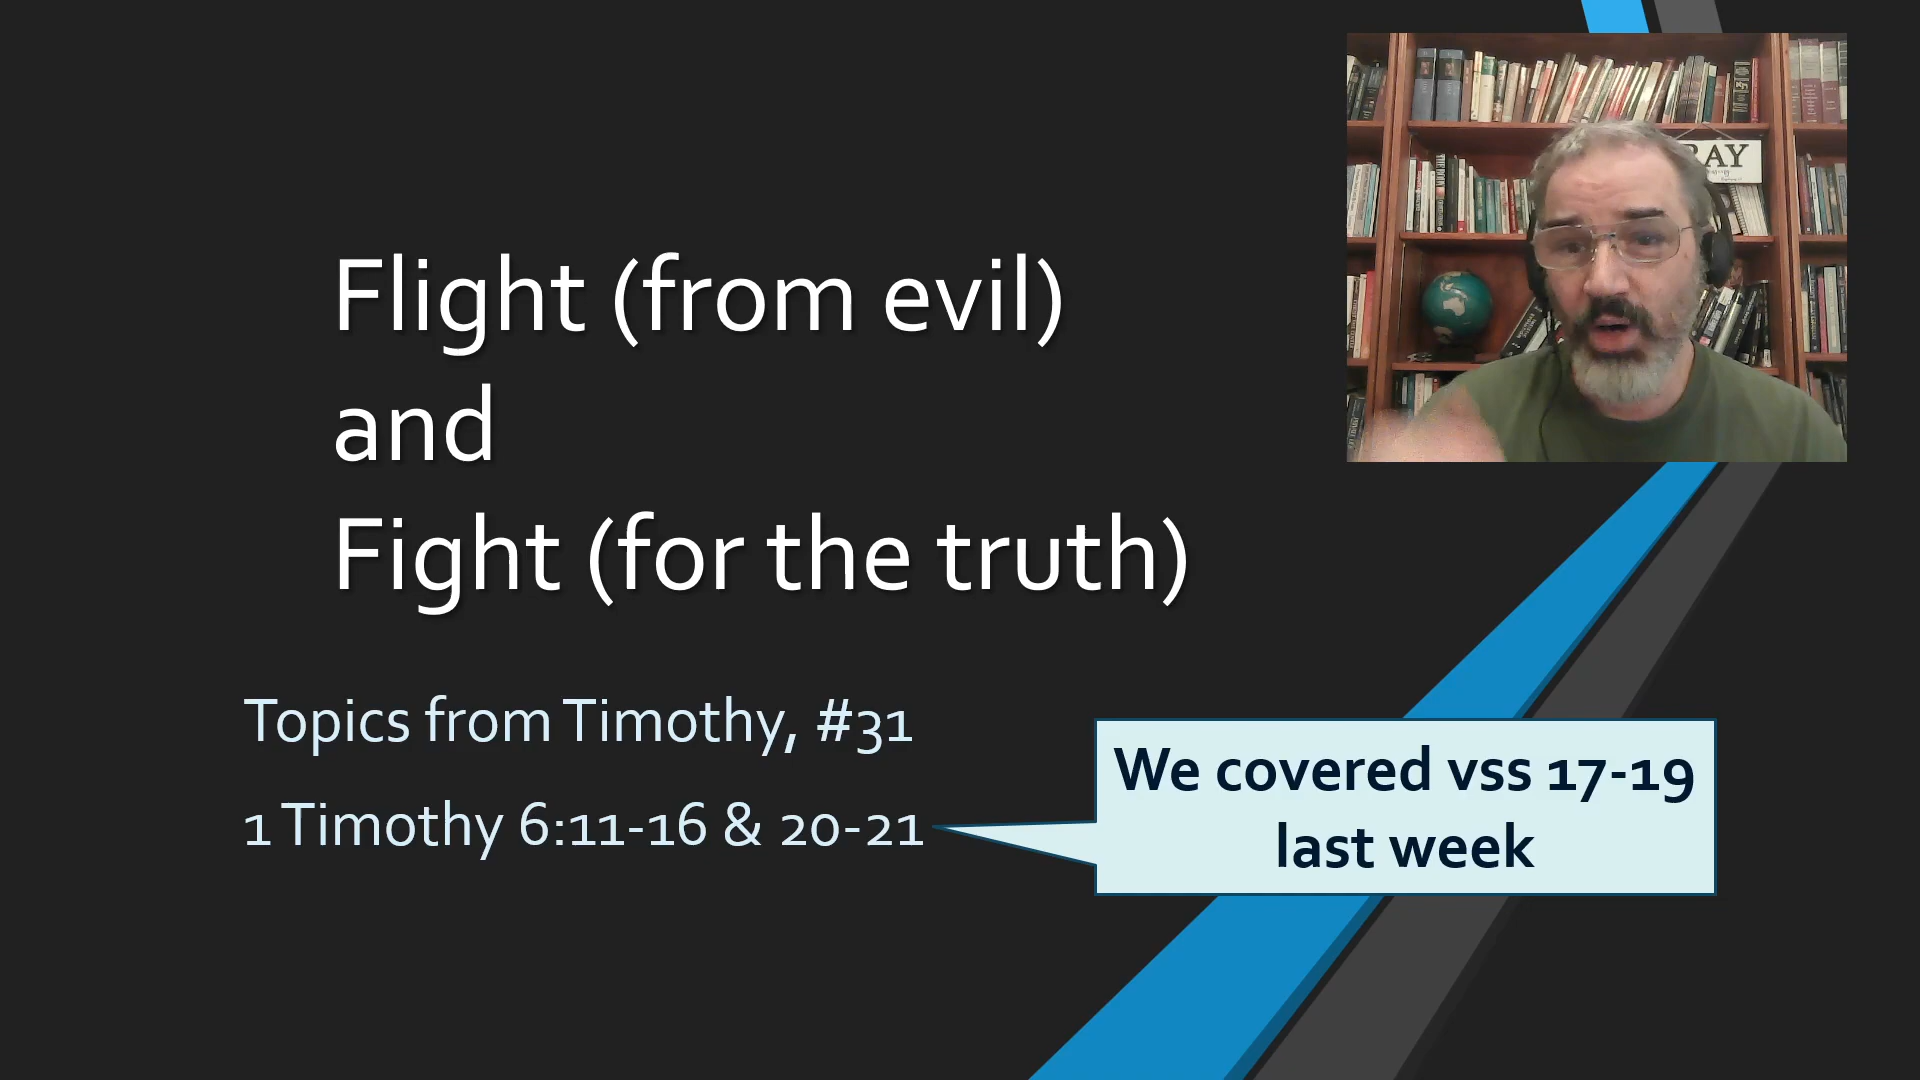 Flight (from evil)
and
Fight (for the truth)
Topics from Timothy, #31
1 Timothy 6:11-16 & 20-21
We covered vss 17-19
last week